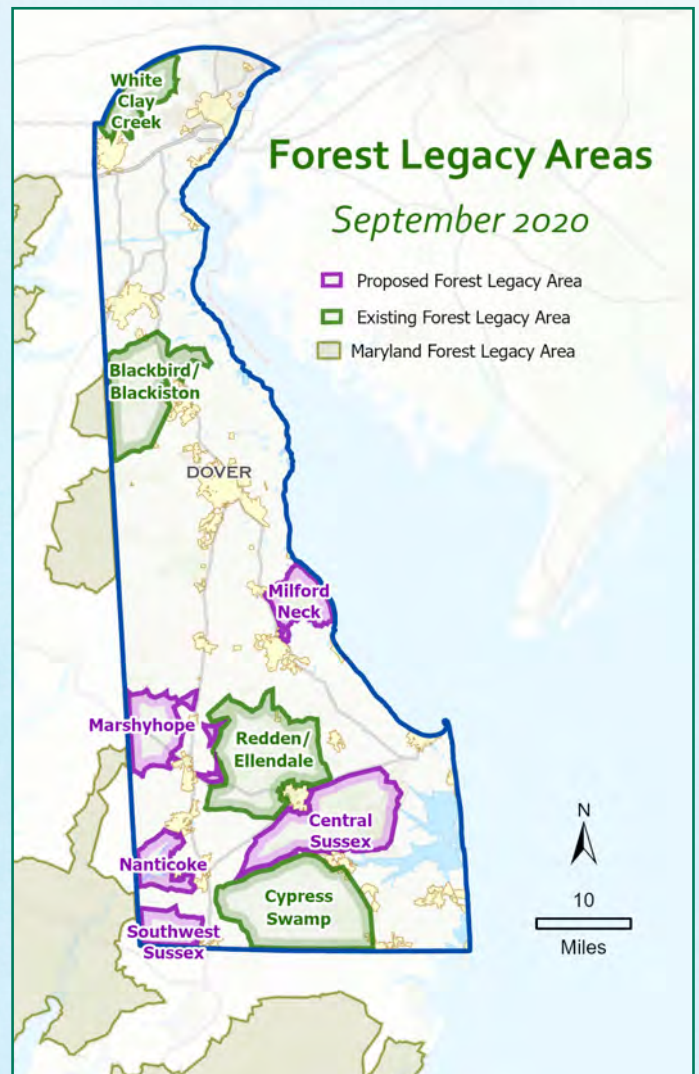 White
Clay
Creek
Forest Legacy Areas
September 2020
Proposed Forest Legacy Area
Existing Forest Legacy Area
Maryland Forest Legacy Area
Blackbird/
Blackiston
DOVER
Milford
Neck
Marshyhope
Redden/
Ellendale
Central
Sussex
Nanticoke
Cypress
Swamp
Southwest
Sussex
N
10
Miles